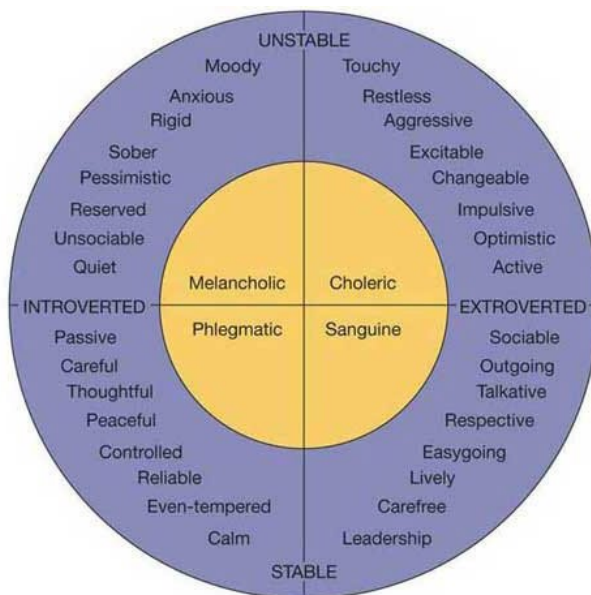 UNSTABLE
Moody
Touchy
Anxious
Restless
Rigid
Aggressive
Sober
Excitable
Pessimistic
Changeable
Reserved
Impulsive
Unsociable
Optimistic
Quiet
Active
Melancholic
Choleric
INTROVERTED
EXTROVERTED
Phlegmatic
Sanguine
Passive
Sociable
Careful
Outgoing
Thoughtful
Talkative
Peaceful
Respective
Controlled
Easygoing
Reliable
Lively
Even-tempered
Carefree
Calm
Leadership
STABLE